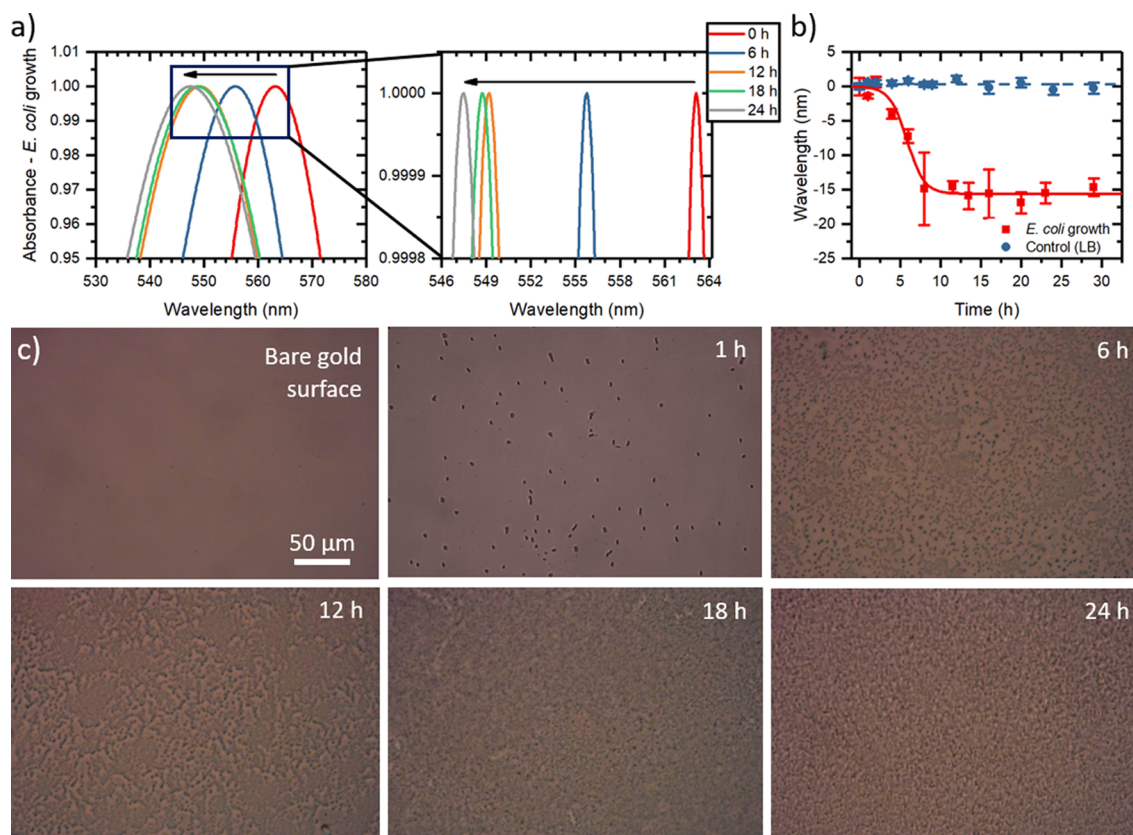 a)
Absorbance - E. coli growth
1.01
1.00
0.99
0.98
0.97
0.96
0.95
530 540 550 560 570 580
Wavelength (nm)
1.0000
0.9999
0.9998
546 549 552 555 558 561 564
Wavelength (nm)
0 h
6 h
12 h
18 h
24 h
b)
Wavelength (nm)
5
0
-5
-10
-15
-20
-25
E. coli growth
Control (LB)
0 5 10 15 20 25 30
Time (h)
c)
Bare gold
surface
50 μm
1 h
6 h
12 h
18 h
24 h